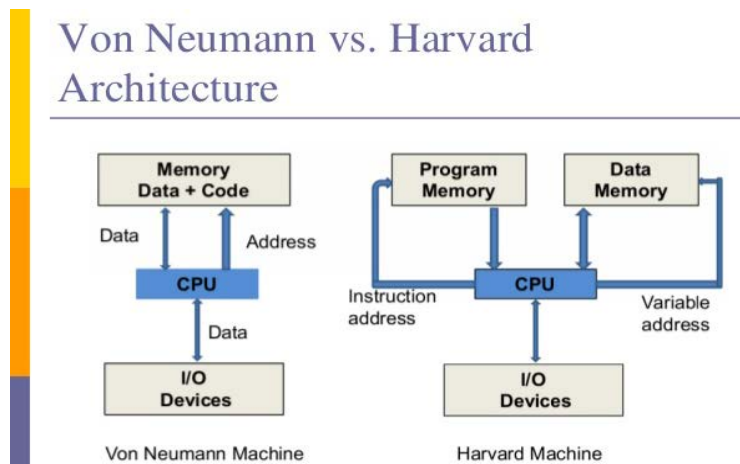 Von Neumann vs. Harvard
Architecture
Memory
Data + Code
Data
Address
CPU
Data
I/O
Devices
Von Neumann Machine
Program
Memory
Data
Memory
CPU
Instruction
address
Variable
address
I/O
Devices
Harvard Machine